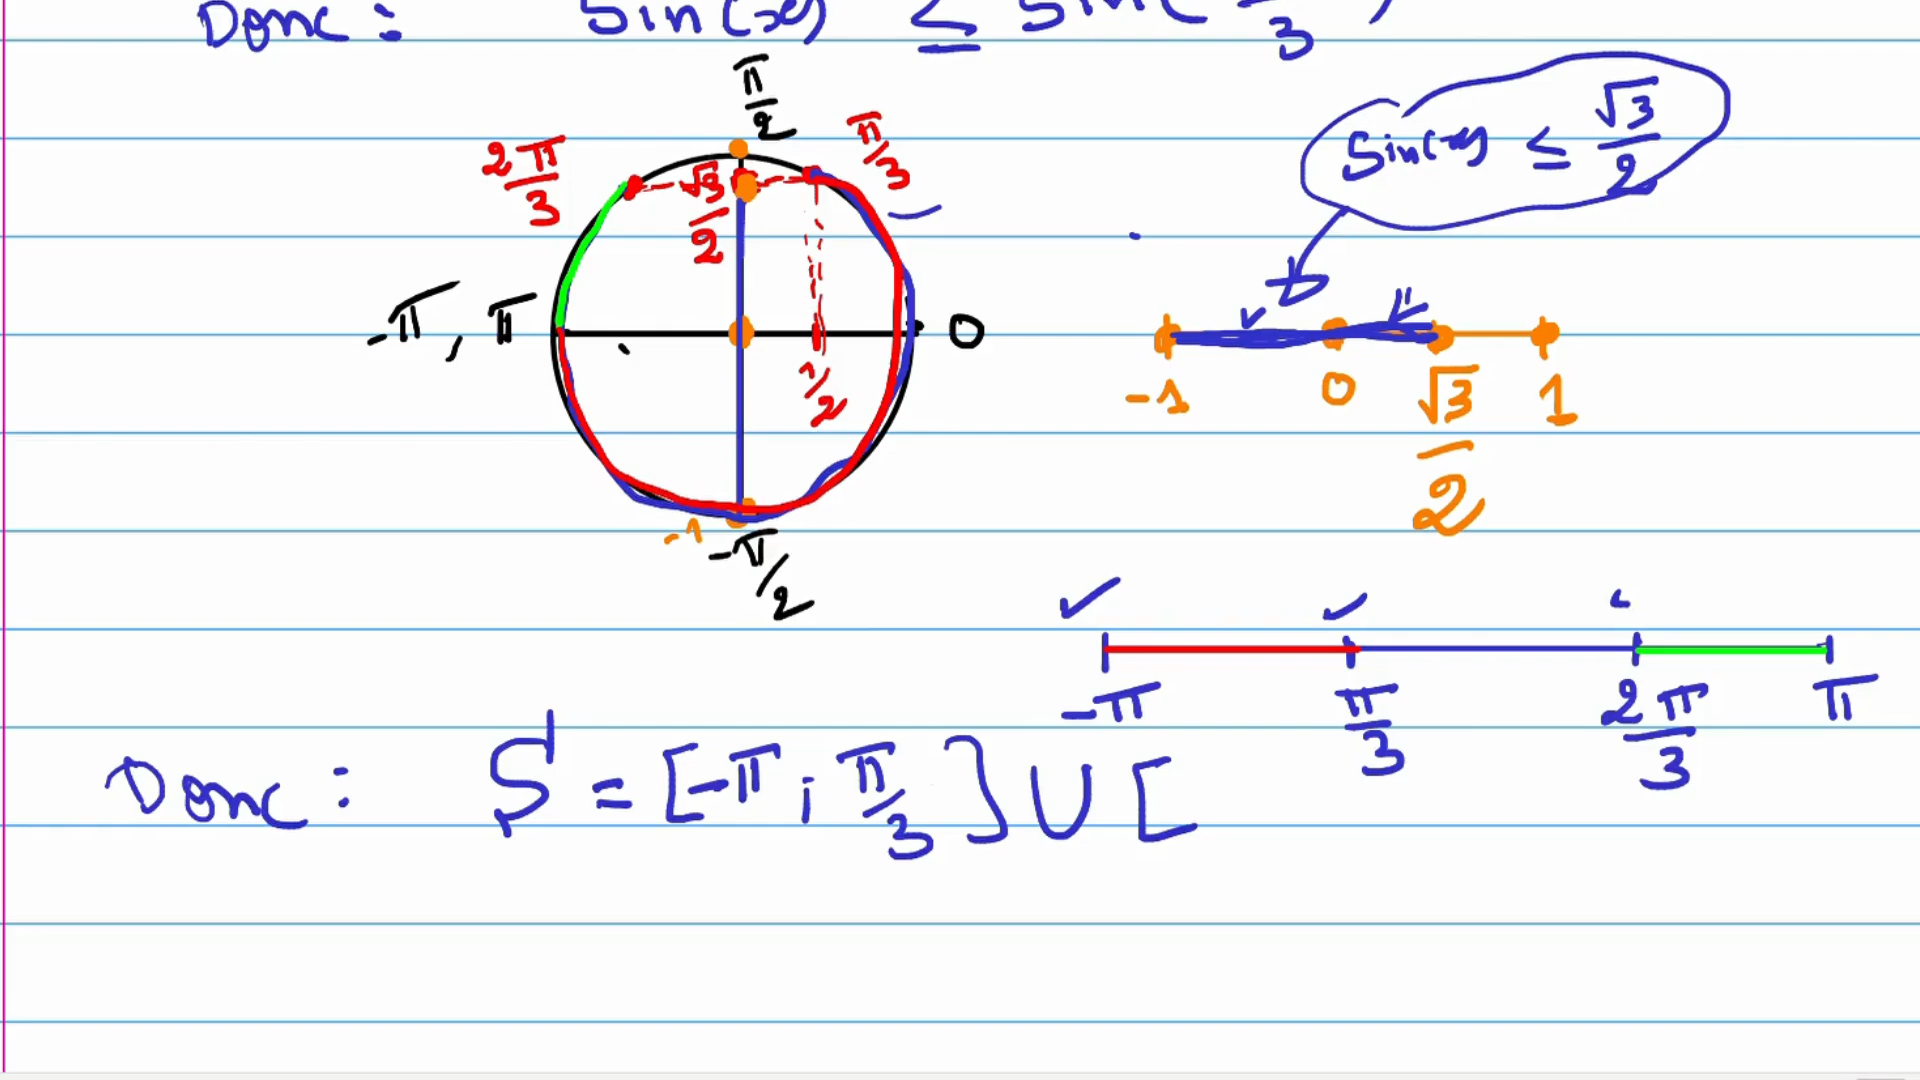 Donc : Sin(x) ≤ Sin(π/3)
π/2
2π/3
π/3
√3/2
Sin(x) ≤ √3/2
-π, π
0
1/2
-1 0 √3/2 1
-1
-π/2
-π π/3 2π/3 π
Donc : S = [-π ; π/3] ∪ [